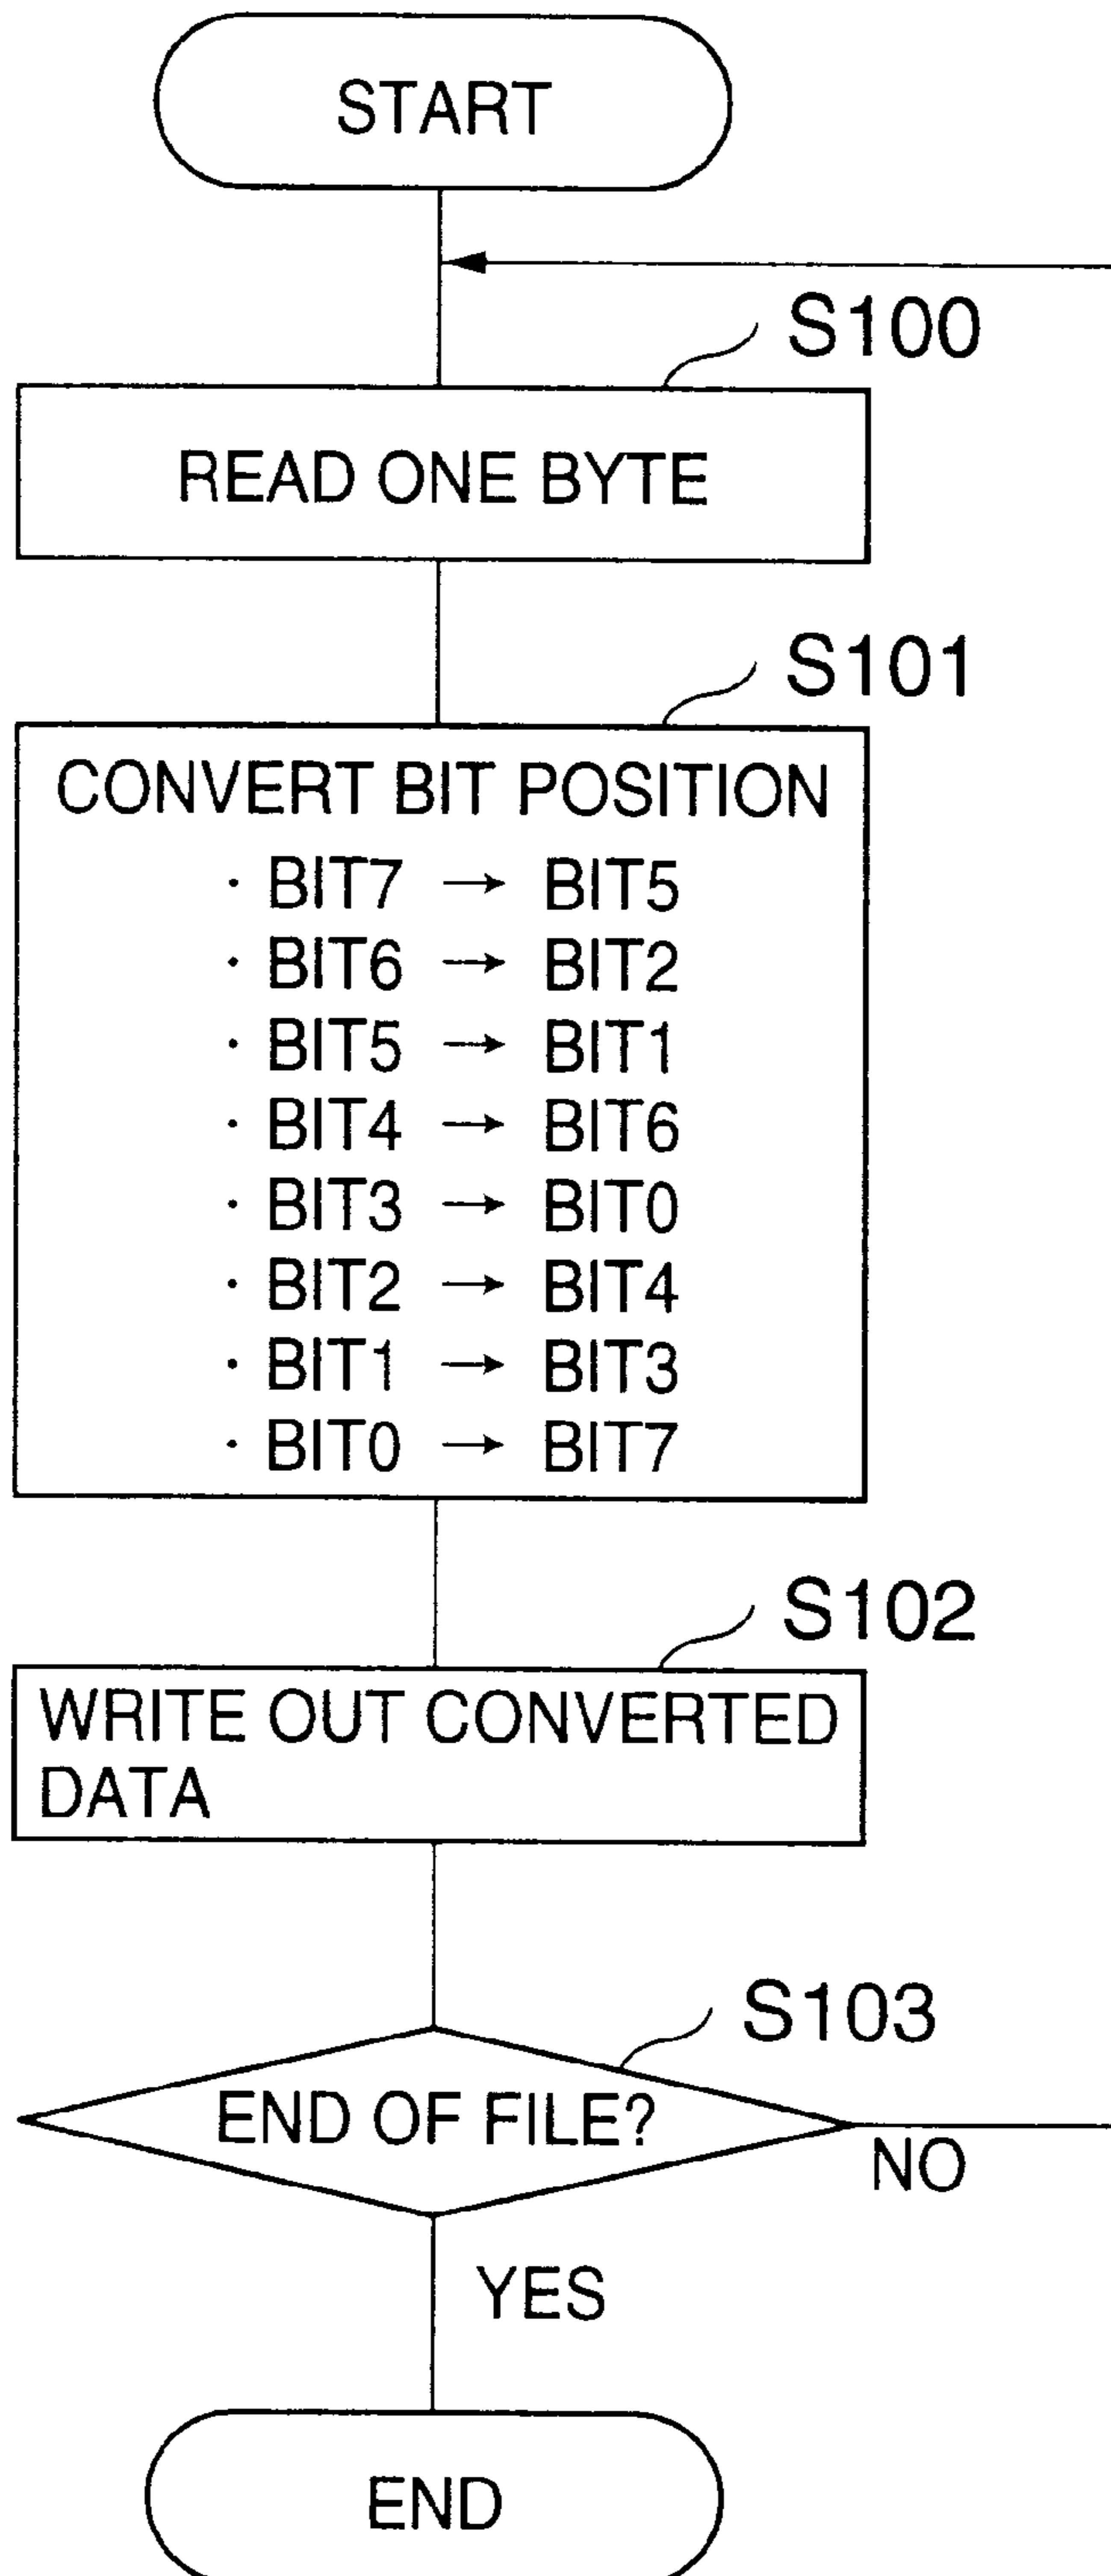 START
S100
READ ONE BYTE
S101
CONVERT BIT POSITION
· BIT7 → BIT5
· BIT6 → BIT2
· BIT5 → BIT1
· BIT4 → BIT6
· BIT3 → BIT0
· BIT2 → BIT4
· BIT1 → BIT3
· BIT0 → BIT7
S102
WRITE OUT CONVERTED
DATA
S103
END OF FILE?
NO
YES
END